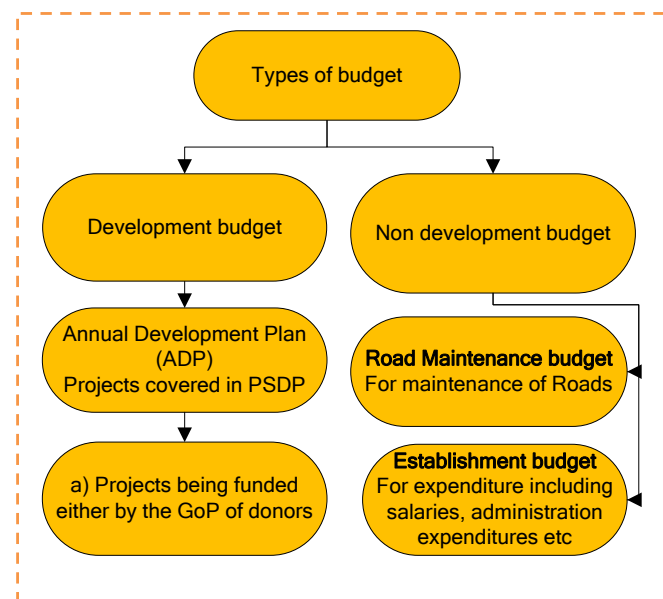 Types of budget
Development budget
Non development budget
Annual Development Plan
(ADP)
Projects covered in PSDP
Road Maintenance budget
For maintenance of Roads
a) Projects being funded
either by the GoP of donors
Establishment budget
For expenditure including
salaries, administration
expenditures etc